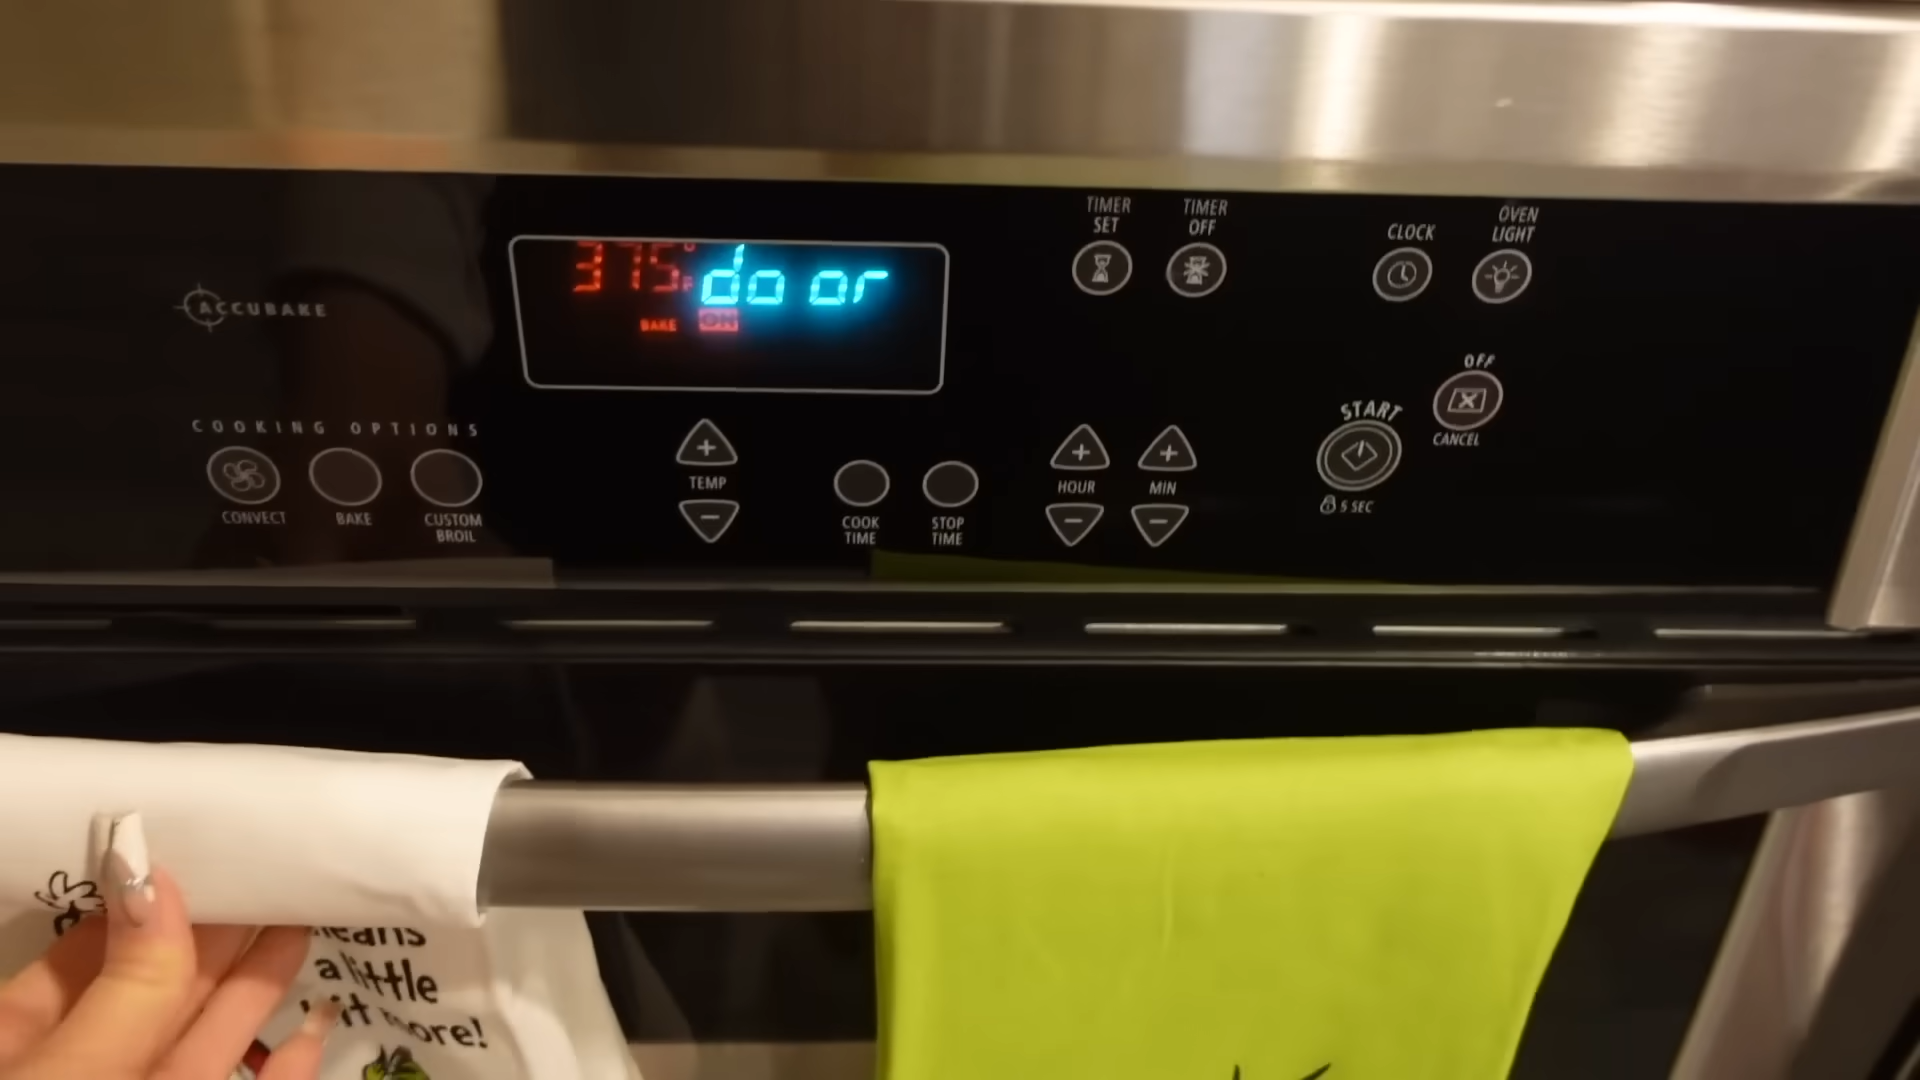 TIMER SET
TIMER OFF
CLOCK
OVEN LIGHT
375°F door
BAKE ON
ACCUBAKE
OFF
CANCEL
START
5 SEC
COOKING OPTIONS
CONVECT
BAKE
CUSTOM BROIL
TEMP
COOK TIME
STOP TIME
HOUR
MIN
a little
more!